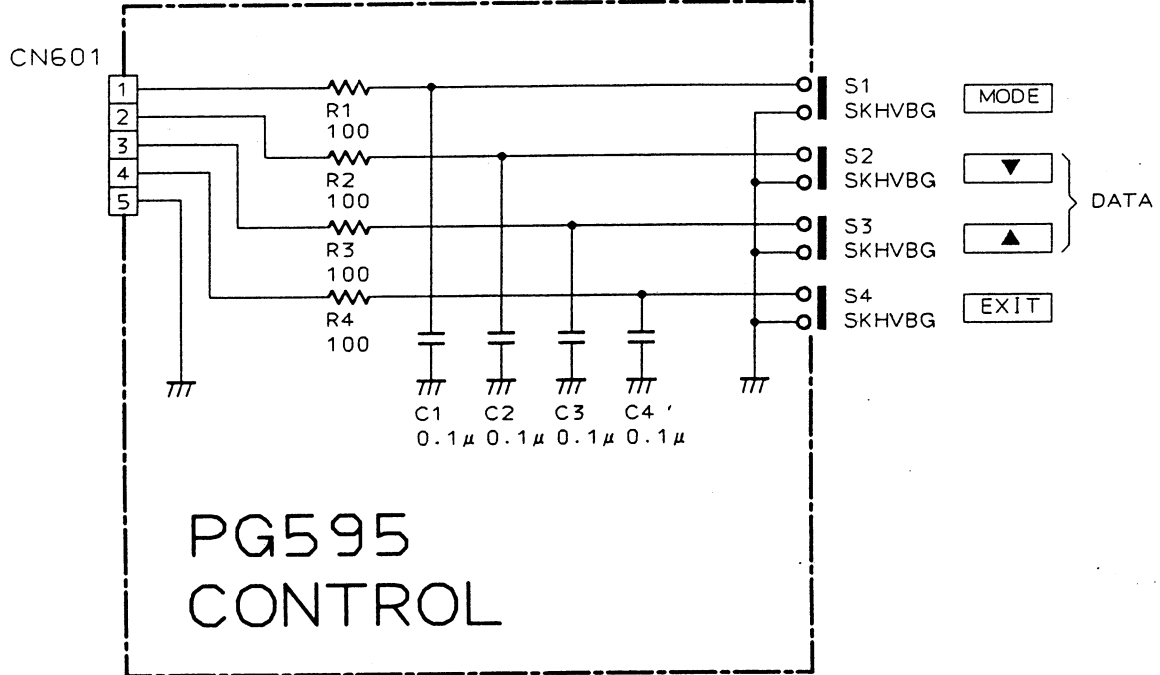 CN601
1
2
3
4
5
R1
100
R2
100
R3
100
R4
100
S1
SKHVBG
MODE
S2
SKHVBG
▼
S3
SKHVBG
▲
DATA
S4
SKHVBG
EXIT
C1 C2 C3 C4
0.1μ 0.1μ 0.1μ 0.1μ
PG595
CONTROL